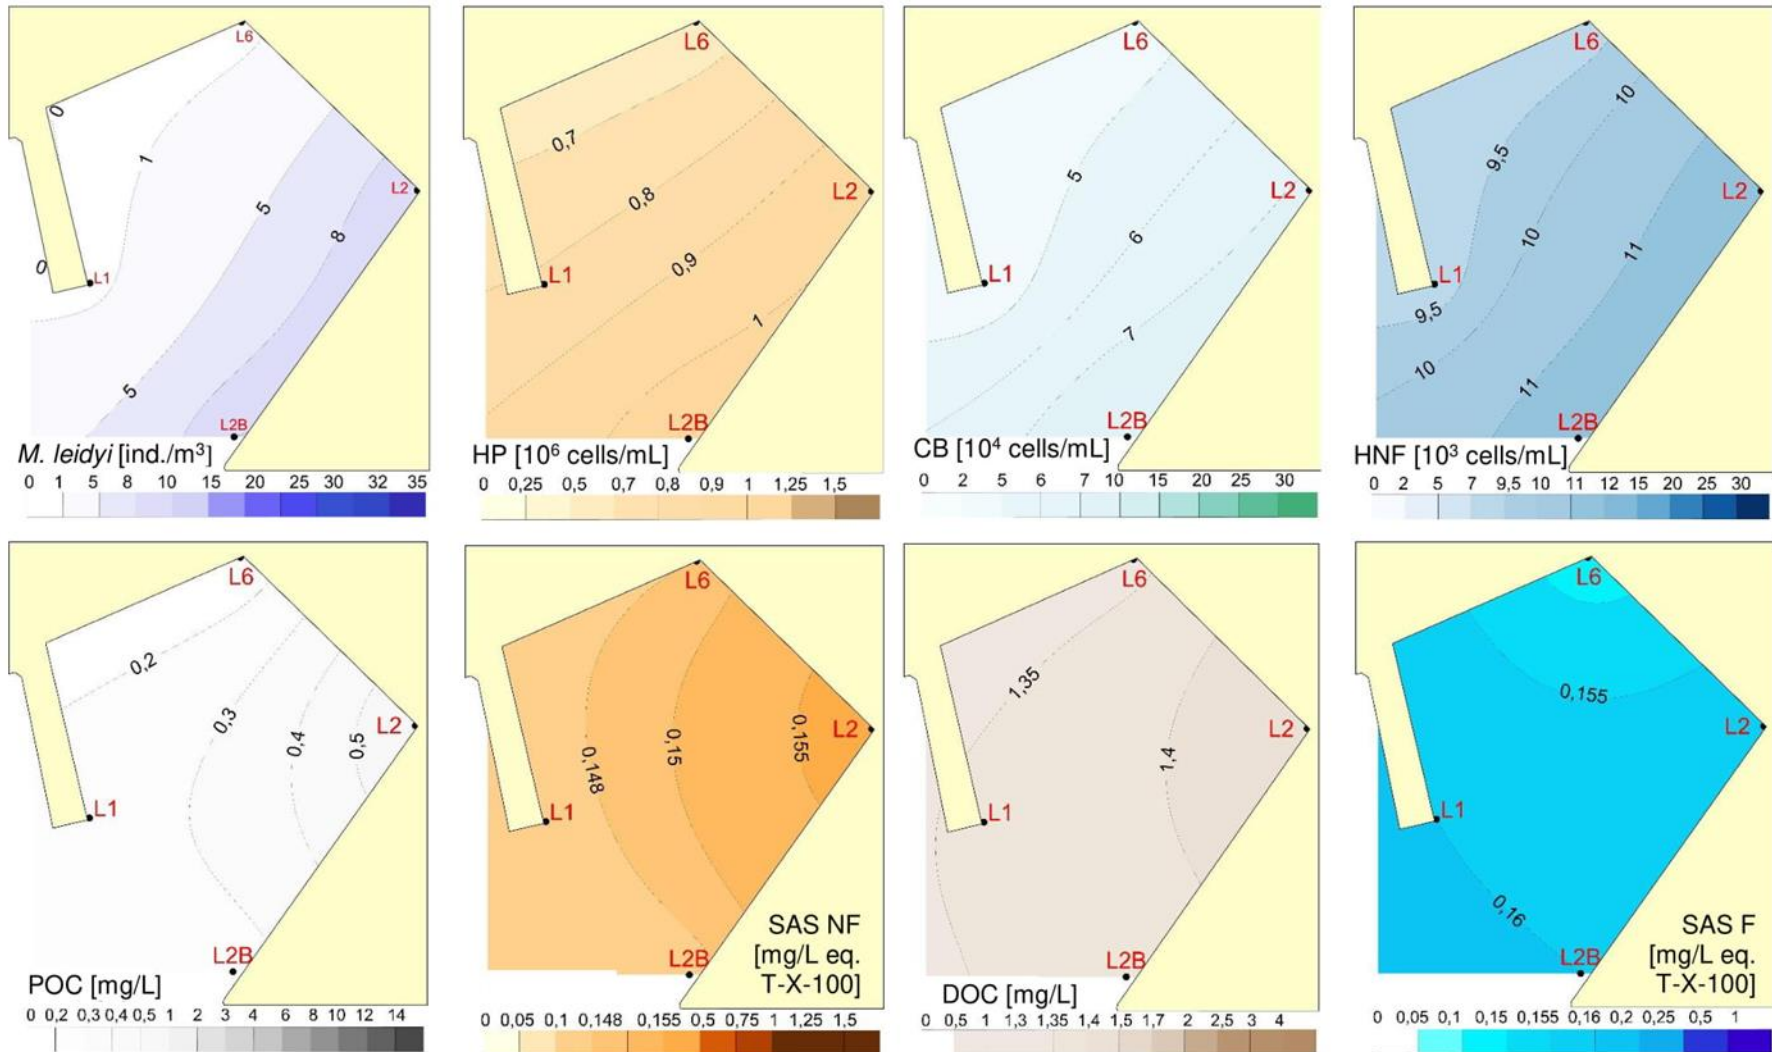 L6
0
1
L2
5
8
0
L1
5
L2B
M. leidyi [ind./m³]
0 1 5 8 10 15 20 25 30 32 35
L6
0,7
0,8
L2
0,9
L1
1
L2B
HP [10⁶ cells/mL]
0 0,25 0,5 0,7 0,8 0,9 1 1,25 1,5
L6
5
L2
6
L1
7
L2B
CB [10⁴ cells/mL]
0 2 5 6 7 10 15 20 25 30
L6
10
9,5
L2
10
11
L1
9,5
10
11
L2B
HNF [10³ cells/mL]
0 2 5 7 9,5 10 11 12 15 20 25 30
L6
0,2
0,3
L2
0,4
0,5
L1
L2B
POC [mg/L]
0 0,2 0,3 0,4 0,5 1 2 3 4 6 8 10 12 14
L6
L2
0,148
0,15
0,155
L1
SAS NF
[mg/L eq.
T-X-100]
L2B
0 0,05 0,1 0,148 0,155 0,5 0,75 1 1,25 1,5
L6
1,35
L2
1,4
L1
L2B
DOC [mg/L]
0 0,5 1 1,3 1,35 1,4 1,5 1,7 2 2,5 3 4
L6
0,155
L2
L1
0,16
SAS F
[mg/L eq.
T-X-100]
L2B
0 0,05 0,1 0,15 0,155 0,16 0,2 0,25 0,5 1